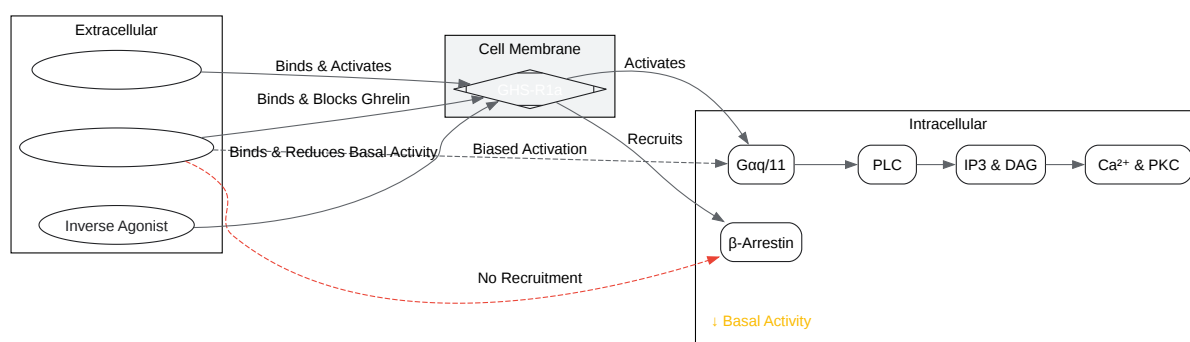 Extracellular
Cell Membrane
Binds & Activates
GHS-R1a
Activates
Binds & Blocks Ghrelin
Intracellular
Recruits
Binds & Reduces Basal Activity
Biased Activation
Gαq/11
PLC
IP3 & DAG
Ca²⁺ & PKC
Inverse Agonist
β-Arrestin
No Recruitment
↓ Basal Activity